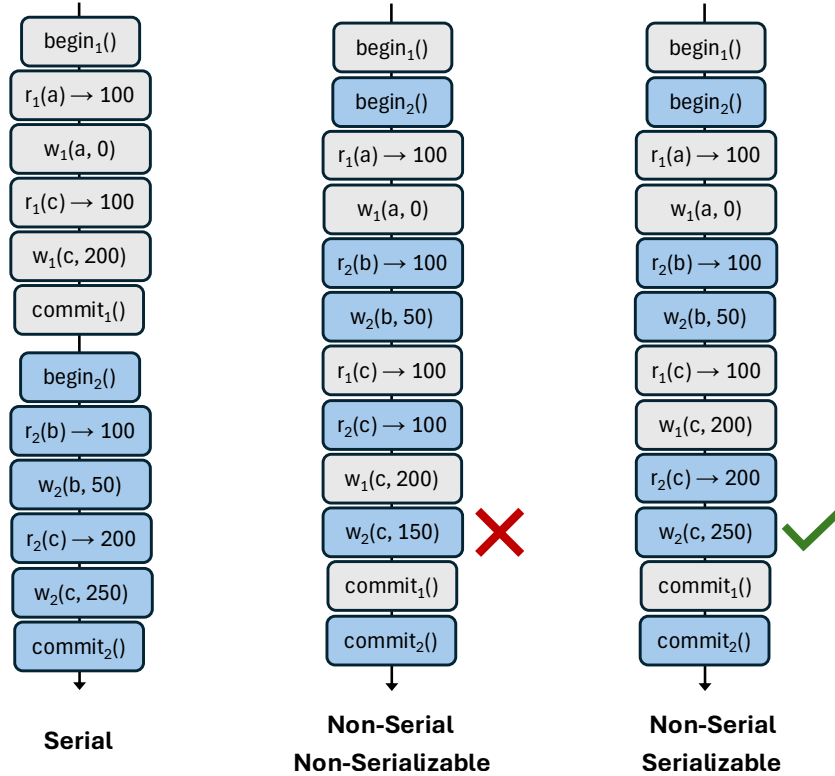 begin₁()
r₁(a) → 100
w₁(a, 0)
r₁(c) → 100
w₁(c, 200)
commit₁()
begin₂()
r₂(b) → 100
w₂(b, 50)
r₂(c) → 200
w₂(c, 250)
commit₂()
Serial
begin₁()
begin₂()
r₁(a) → 100
w₁(a, 0)
r₂(b) → 100
w₂(b, 50)
r₁(c) → 100
r₂(c) → 100
w₁(c, 200)
w₂(c, 150)
commit₁()
commit₂()
Non-Serial
Non-Serializable
begin₁()
begin₂()
r₁(a) → 100
w₁(a, 0)
r₂(b) → 100
w₂(b, 50)
r₁(c) → 100
w₁(c, 200)
r₂(c) → 200
w₂(c, 250)
commit₁()
commit₂()
Non-Serial
Serializable